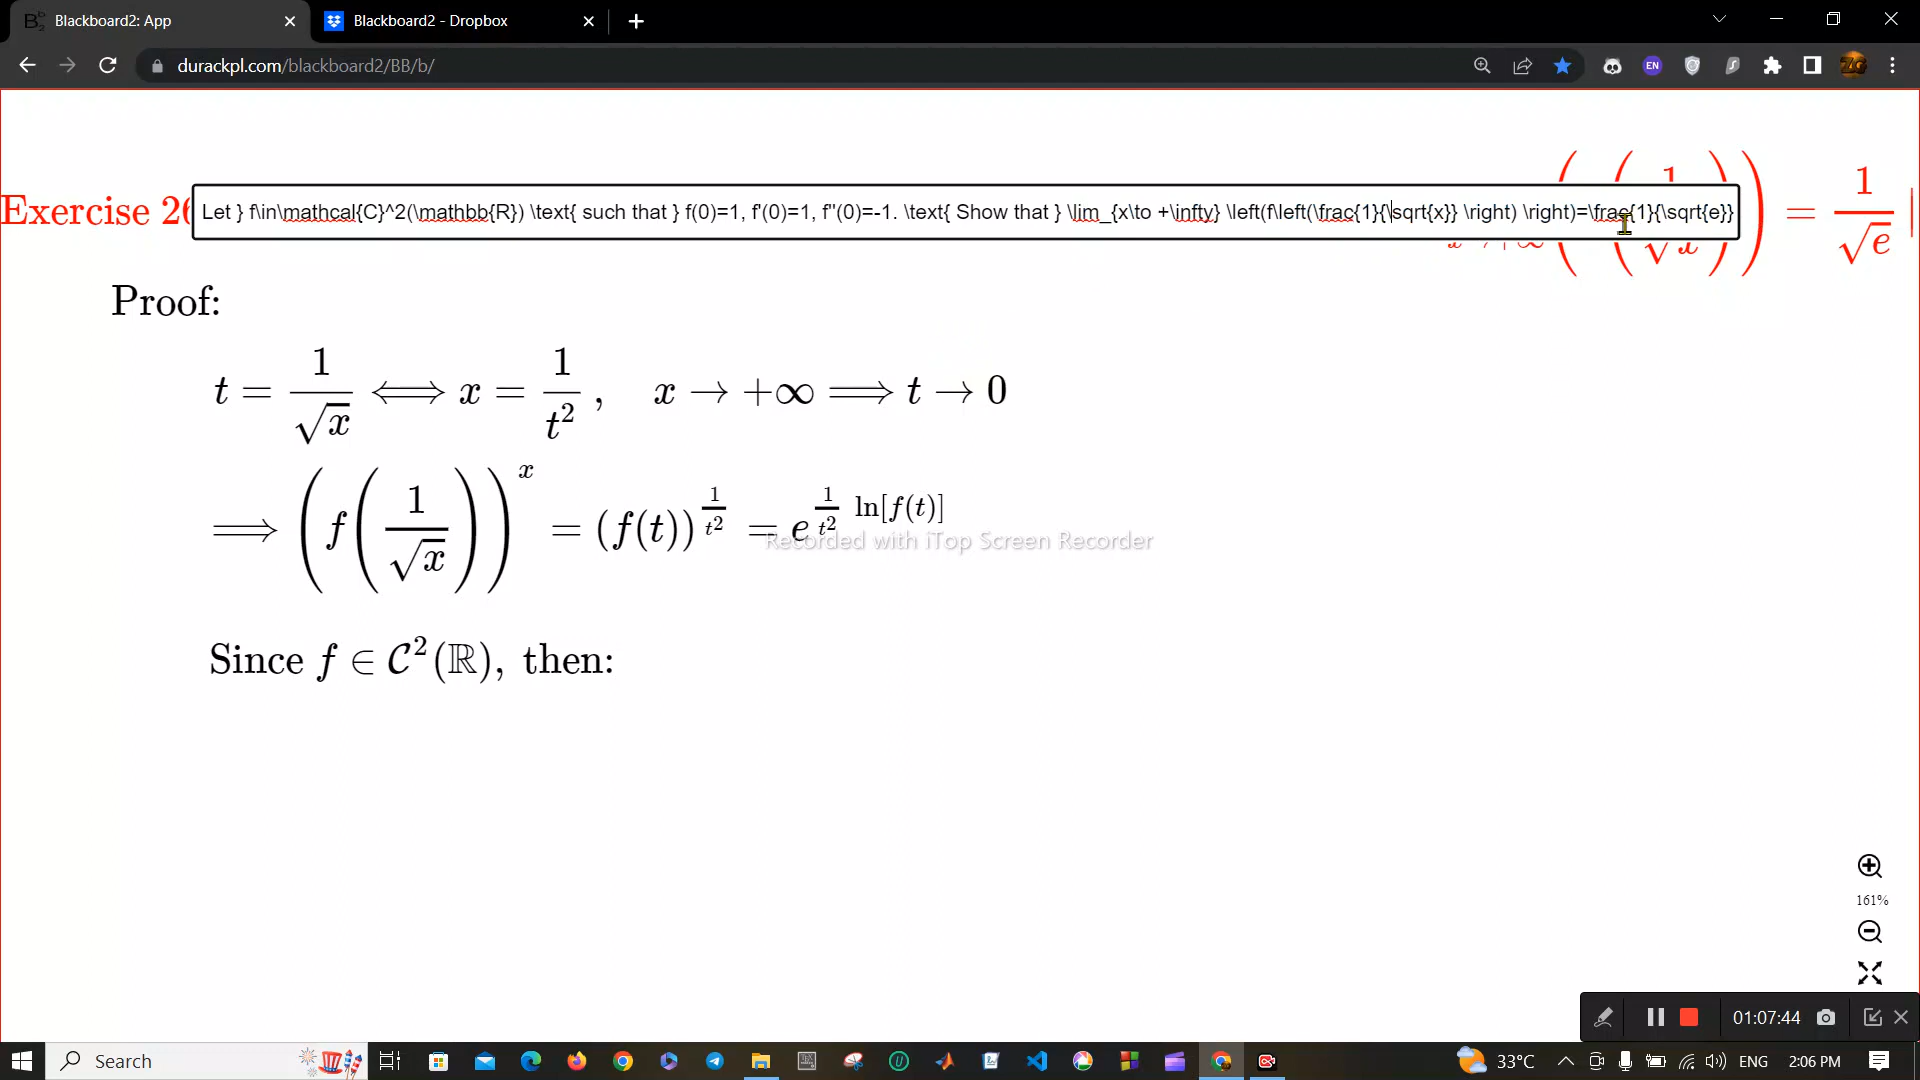 Blackboard2: App
Blackboard2 - Dropbox
durackpl.com/blackboard2/BB/b/
EN
Exercise 26
Let } f\in\mathcal{C}^2(\mathbb{R}) \text{ such that } f(0)=1, f'(0)=1, f''(0)=-1. \text{ Show that } \lim_{x\to +\infty} \left(f\left(\frac{1}{\sqrt{x}} \right) \right)=\frac{1}{\sqrt{e}}
= 1/√e
Proof:
t = 1/√x ⟺ x = 1/t², x → +∞ ⟹ t → 0
⟹ (f(1/√x))^x = (f(t))^(1/t²) = e^(1/t² ln[f(t)])
Recorded with iTop Screen Recorder
Since f ∈ 𝒞²(ℝ), then:
161%
01:07:44
Search
33°C
ENG
2:06 PM